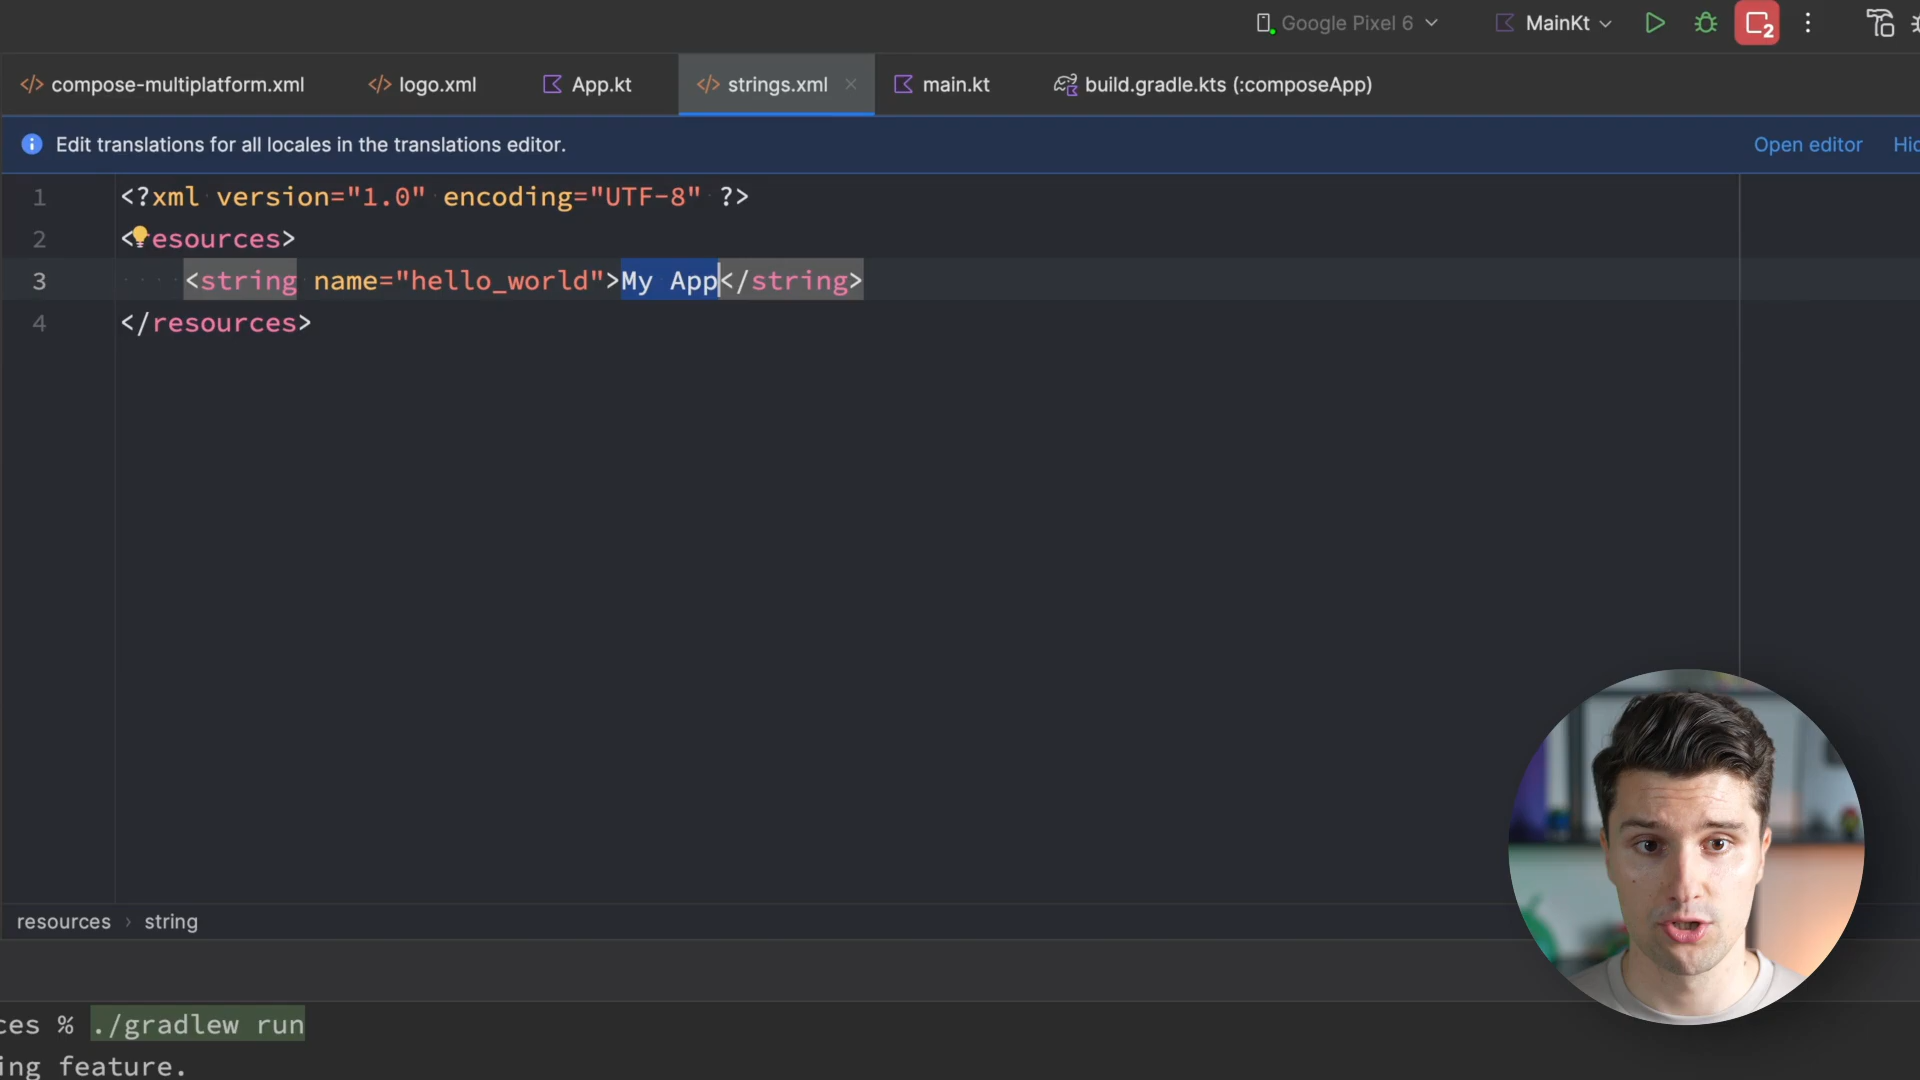 Google Pixel 6 MainKt 2
compose-multiplatform.xml logo.xml App.kt strings.xml main.kt build.gradle.kts (:composeApp)
Edit translations for all locales in the translations editor. Open editor
1 <?xml version="1.0" encoding="UTF-8" ?>
2 <esources>
3 <string name="hello_world">My App</string>
4 </resources>
resources › string
ces % ./gradlew run
ing feature.